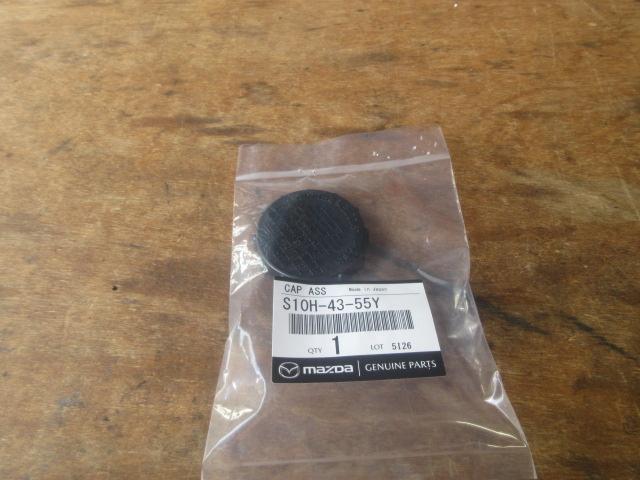 CAP ASS Made in Japan
S10H-43-55Y
QTY 1 LOT 5126
mazda GENUINE PARTS